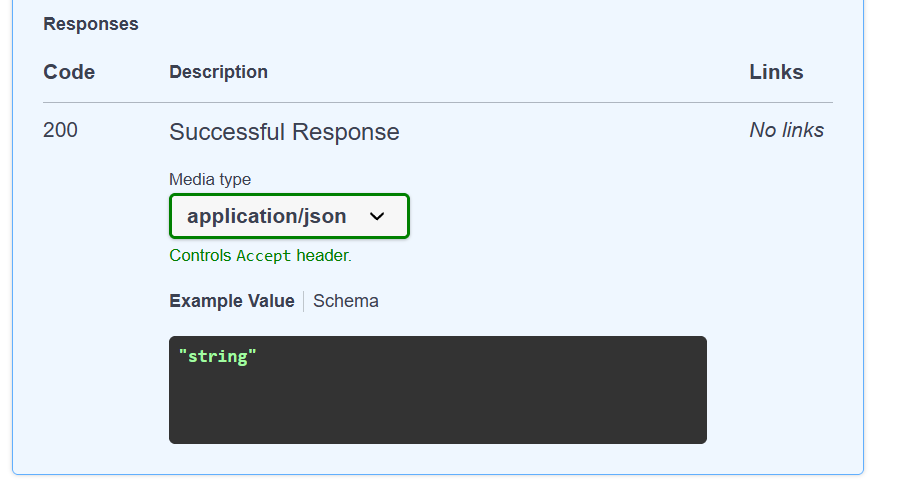 Responses
Code Description Links
200 Successful Response No links
Media type
application/json
Controls Accept header.
Example Value Schema
"string"